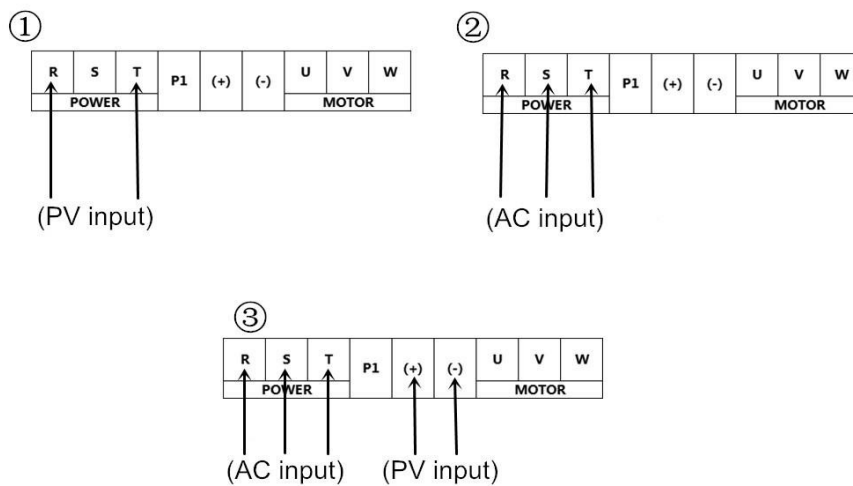 ①
R S T P1 (+) (-) U V W
POWER MOTOR
(PV input)
②
R S T P1 (+) (-) U V W
POWER MOTOR
(AC input)
③
R S T P1 (+) (-) U V W
POWER MOTOR
(AC input) (PV input)